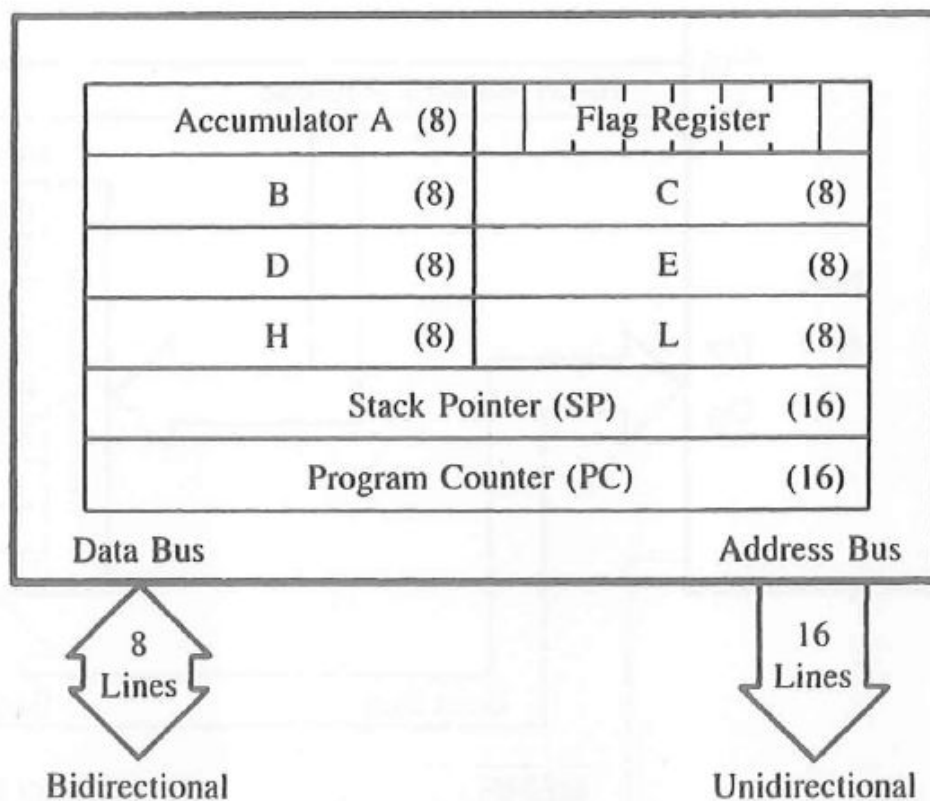 Accumulator A (8) Flag Register
B (8) C (8)
D (8) E (8)
H (8) L (8)
Stack Pointer (SP) (16)
Program Counter (PC) (16)
Data Bus Address Bus
8 Lines
16 Lines
Bidirectional Unidirectional